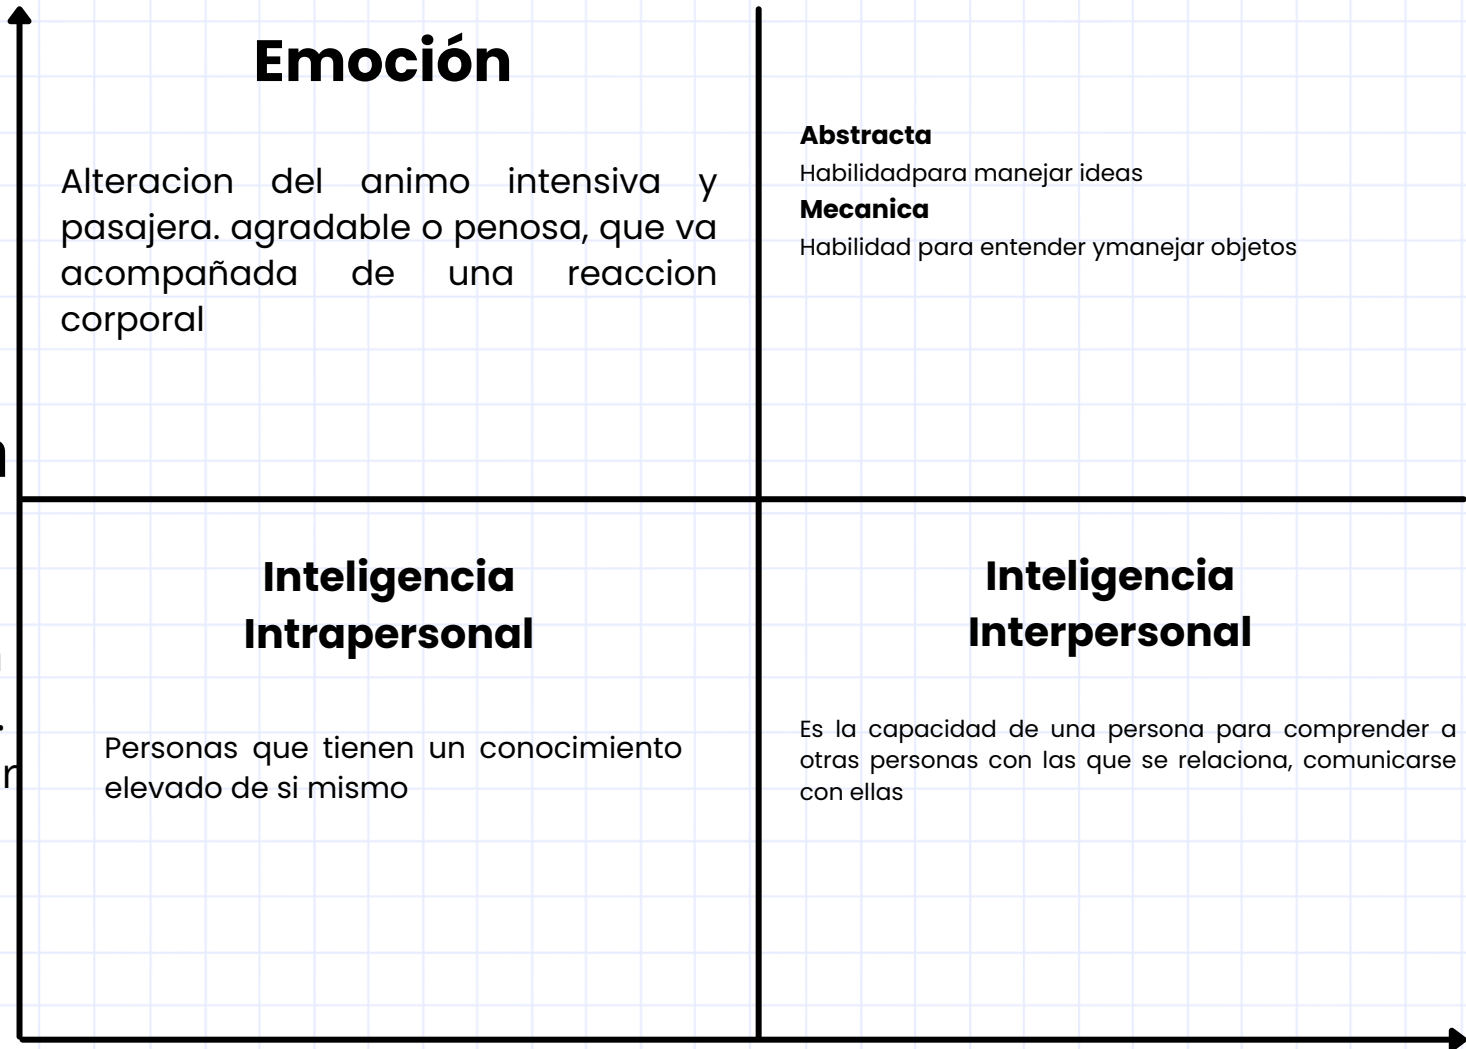 Emoción
Alteracion del animo intensiva y
pasajera. agradable o penosa, que va
acompañada de una reaccion
corporal
Abstracta
Habilidadpara manejar ideas
Mecanica
Habilidad para entender ymanejar objetos
Inteligencia
Intrapersonal
Personas que tienen un conocimiento
elevado de si mismo
Inteligencia
Interpersonal
Es la capacidad de una persona para comprender a
otras personas con las que se relaciona, comunicarse
con ellas